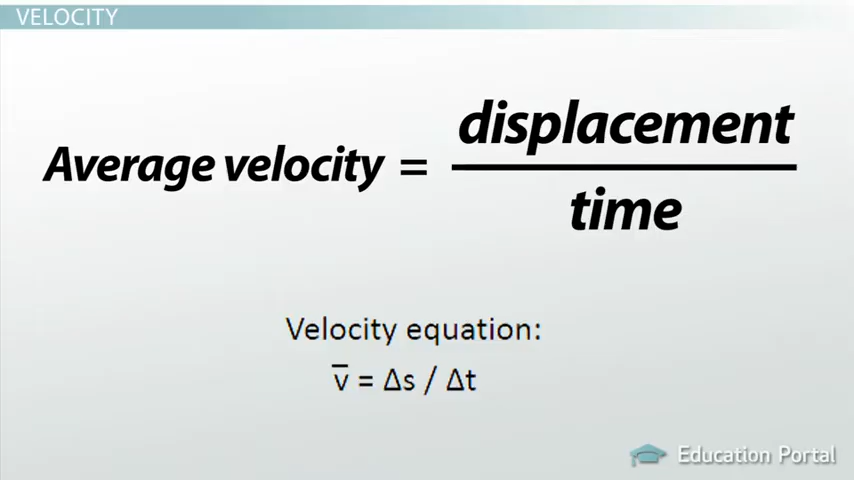 VELOCITY
Average velocity = displacement / time
Velocity equation:
v̅ = Δs / Δt
Education Portal